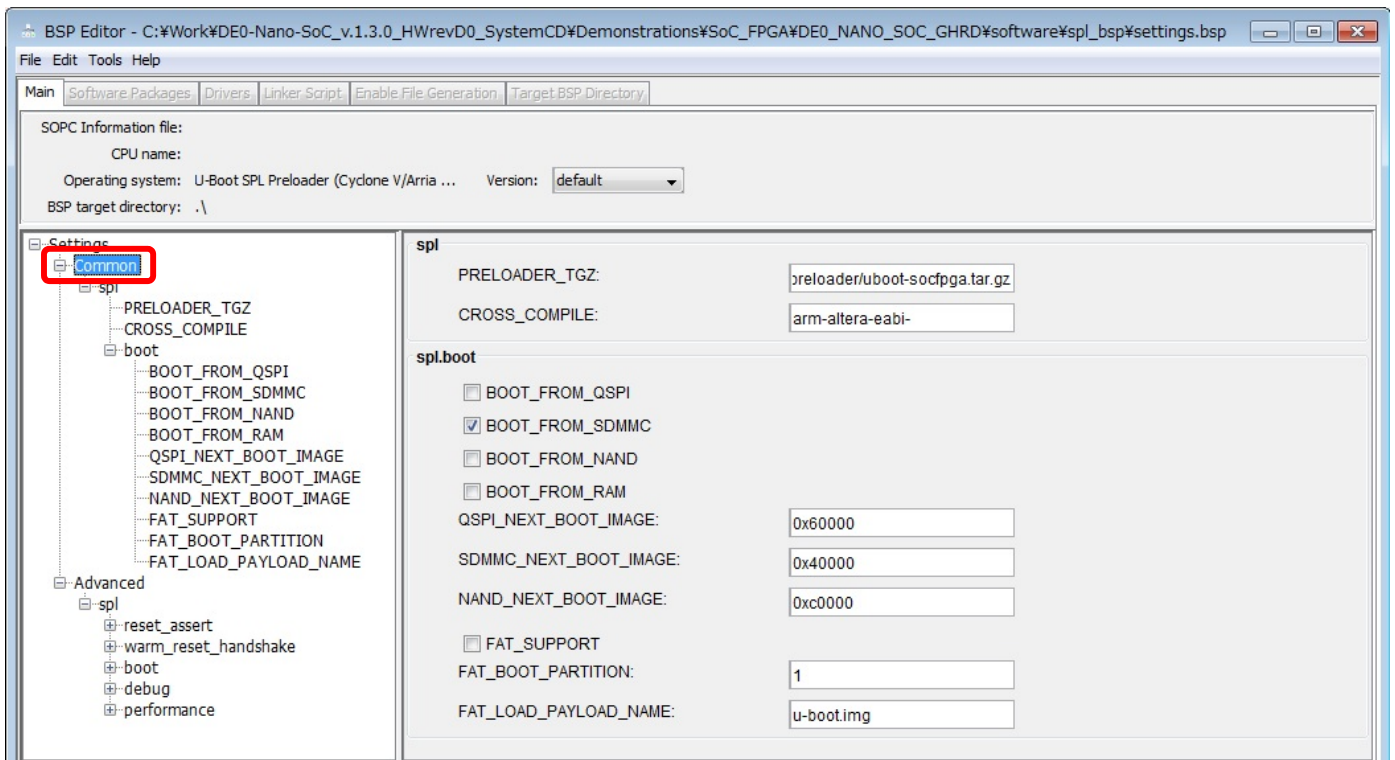 BSP Editor - C:¥Work¥DE0-Nano-SoC_v.1.3.0_HWrevD0_SystemCD¥Demonstrations¥SoC_FPGA¥DE0_NANO_SOC_GHRD¥software¥spl_bsp¥settings.bsp
File Edit Tools Help
Main Software Packages Drivers Linker Script Enable File Generation Target BSP Directory
SOPC Information file:
CPU name:
Operating system: U-Boot SPL Preloader (Cyclone V/Arria ... Version: default
BSP target directory: .\
Settings
Common
spl
PRELOADER_TGZ
CROSS_COMPILE
boot
BOOT_FROM_QSPI
BOOT_FROM_SDMMC
BOOT_FROM_NAND
BOOT_FROM_RAM
QSPI_NEXT_BOOT_IMAGE
SDMMC_NEXT_BOOT_IMAGE
NAND_NEXT_BOOT_IMAGE
FAT_SUPPORT
FAT_BOOT_PARTITION
FAT_LOAD_PAYLOAD_NAME
Advanced
spl
reset_assert
warm_reset_handshake
boot
debug
performance
spl
PRELOADER_TGZ: preloader/uboot-socfpga.tar.gz
CROSS_COMPILE: arm-altera-eabi-
spl.boot
BOOT_FROM_QSPI
BOOT_FROM_SDMMC
BOOT_FROM_NAND
BOOT_FROM_RAM
QSPI_NEXT_BOOT_IMAGE: 0x60000
SDMMC_NEXT_BOOT_IMAGE: 0x40000
NAND_NEXT_BOOT_IMAGE: 0xc0000
FAT_SUPPORT
FAT_BOOT_PARTITION: 1
FAT_LOAD_PAYLOAD_NAME: u-boot.img